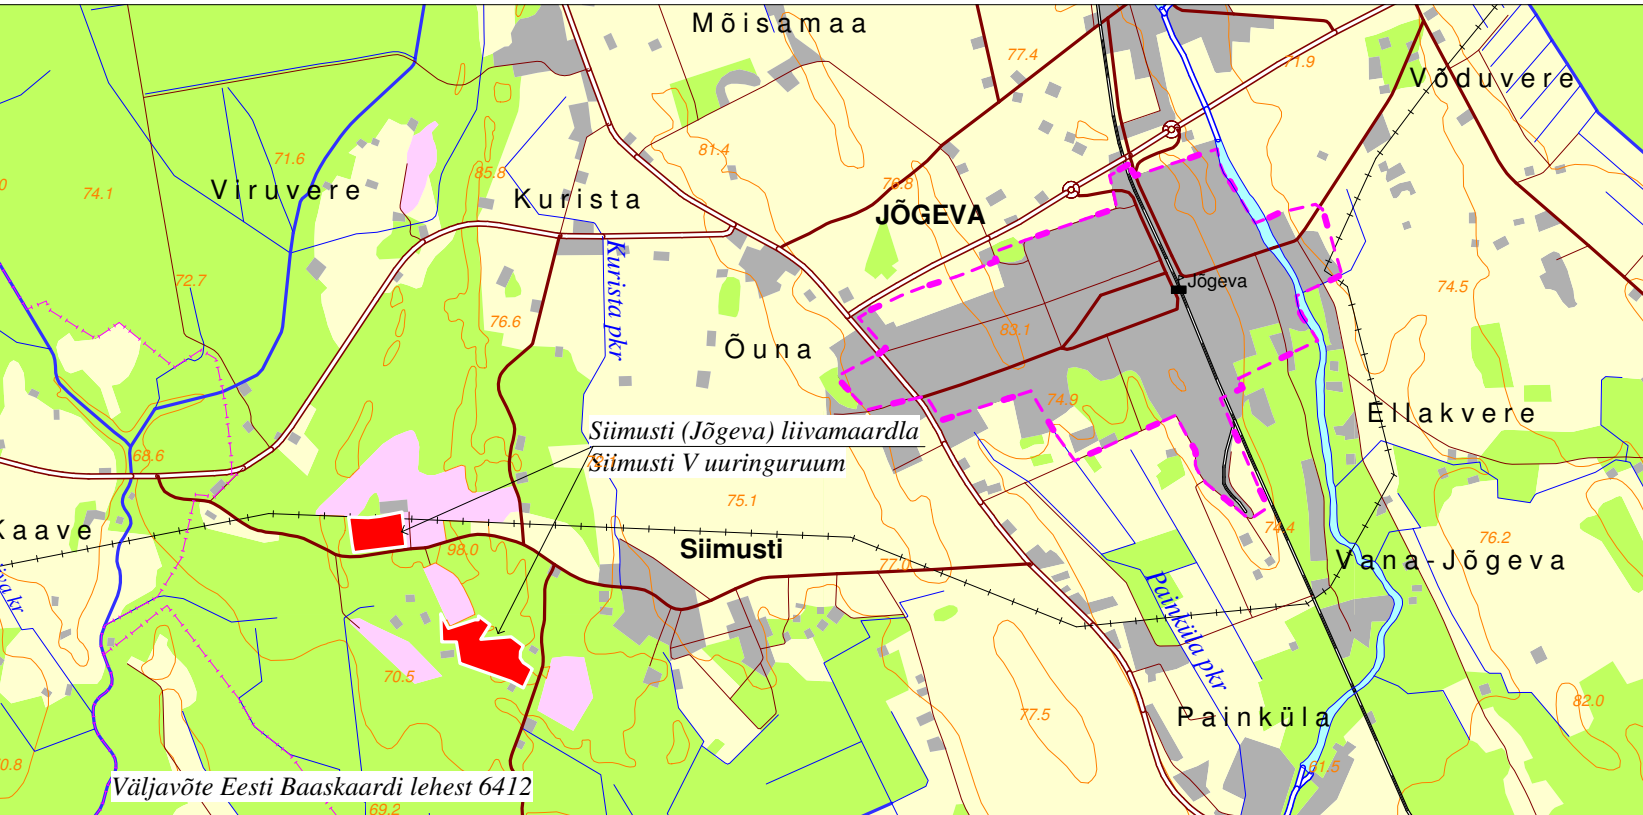 Mõisamaa
77.4
71.9
Võduvere
81.4
71.6
85.8
74.1
Viruvere
Kurista
76.8
JÕGEVA
Kurista pkr
72.7
Jõgeva
74.5
76.6
83.1
Õuna
74.9
Ellakvere
Siimusti (Jõgeva) liivamaardla
Siimusti V uuringuruum
68.6
75.1
74.4
76.2
Kaave
98.0
Siimusti
77.0
Vana-Jõgeva
Painküla pkr
70.5
77.5
82.0
Painküla
61.5
70.8
Väljavõte Eesti Baaskaardi lehest 6412
69.2